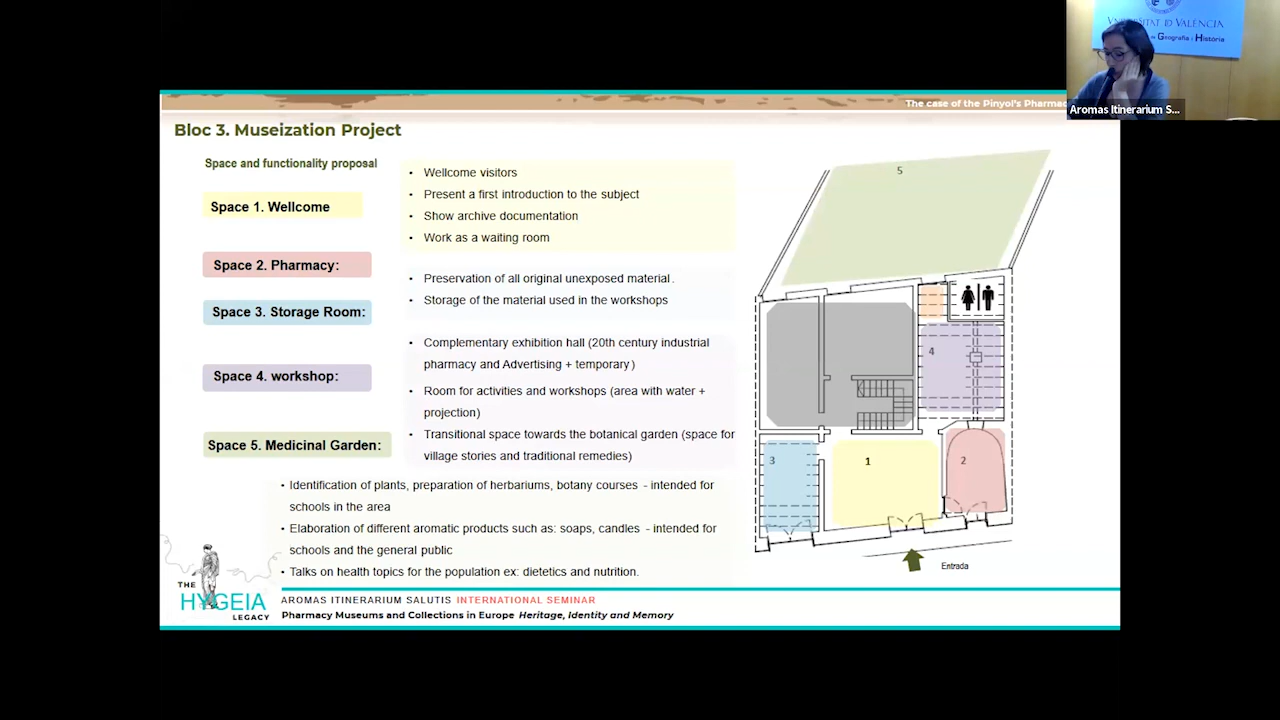 VNIVERSITAT D VALÈNCIA
Geografia i Història
Aromas Itinerarium S...
The case of the Pinyol's Pharmac
Bloc 3. Museization Project
Space and functionality proposal
Space 1. Wellcome
• Wellcome visitors
• Present a first introduction to the subject
• Show archive documentation
• Work as a waiting room
Space 2. Pharmacy:
Space 3. Storage Room:
• Preservation of all original unexposed material.
• Storage of the material used in the workshops
Space 4. workshop:
• Complementary exhibition hall (20th century industrial
pharmacy and Advertising + temporary)
• Room for activities and workshops (area with water +
projection)
• Transitional space towards the botanical garden (space for
village stories and traditional remedies)
Space 5. Medicinal Garden:
• Identification of plants, preparation of herbariums, botany courses - intended for
schools in the area
• Elaboration of different aromatic products such as: soaps, candles - intended for
schools and the general public
• Talks on health topics for the population ex: dietetics and nutrition.
5
4
3
1
2
Entrada
THE
HYGEIA
LEGACY
AROMAS ITINERARIUM SALUTIS INTERNATIONAL SEMINAR
Pharmacy Museums and Collections in Europe Heritage, Identity and Memory